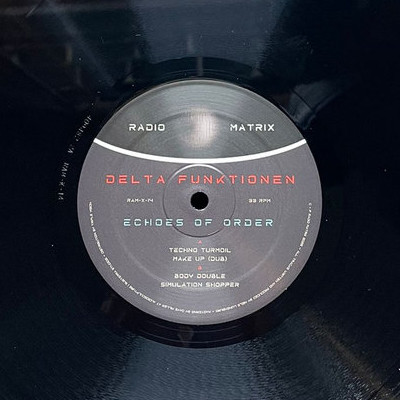 RADIO MATRIX
DELTA FUNKTIONEN
RAM-X-14 33 RPM
ECHOES OF ORDER
TECHNO TURMOIL
MAKE UP (DUB)
BODY DOUBLE
SIMULATION SHOPPER